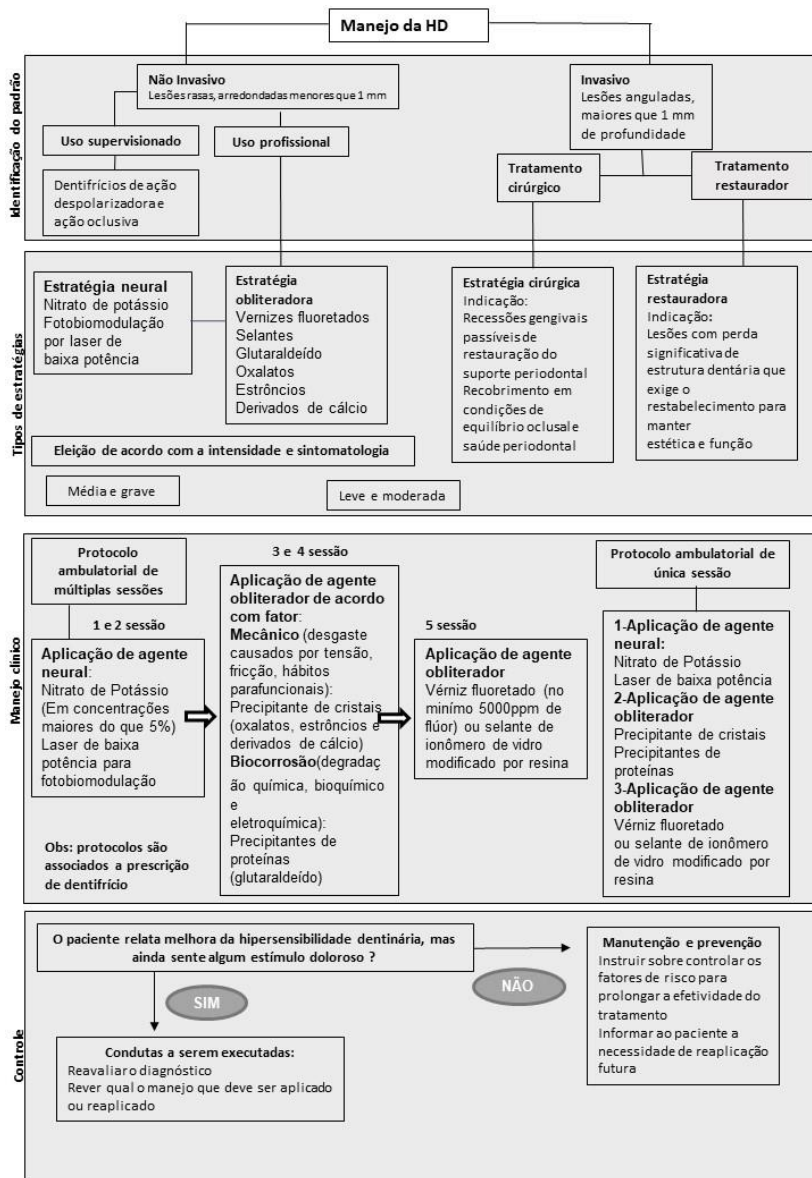 Manejo da HD
Identificação do padrão
Não Invasivo
Lesões rasas, arredondadas menores que 1 mm
Invasivo
Lesões anguladas,
maiores que 1 mm
de profundidade
Uso supervisionado
Uso profissional
Tratamento
cirúrgico
Tratamento
restaurador
Dentifrícios de ação
despolarizadora e
ação oclusiva
Tipos de estratégias
Estratégia neural
Nitrato de potássio
Fotobiomodulação
por laser de
baixa potência
Estratégia
obliteradora
Vernizes fluoretados
Selantes
Glutaraldeído
Oxalatos
Estrôncios
Derivados de cálcio
Estratégia cirúrgica
Indicação:
Recessões gengivais
passíveis de
restauração do
suporte periodontal
Recobrimento em
condições de
equilíbrio oclusal e
saúde periodontal
Estratégia
restauradora
Indicação:
Lesões com perda
significativa de
estrutura dentária que
exige o
restabelecimento para
manter
estética e função
Eleição de acordo com a intensidade e sintomatologia
Média e grave
Leve e moderada
Manejo clínico
Protocolo
ambulatorial de
múltiplas sessões
1 e 2 sessão
Aplicação de agente
neural:
Nitrato de Potássio
(Em concentrações
maiores do que 5%)
Laser de baixa
potência para
fotobiomodulação
Obs: protocolos são
associados a prescrição
de dentifrício
3 e 4 sessão
Aplicação de agente
obliterador de acordo
com fator:
Mecânico (desgaste
causados por tensão,
fricção, hábitos
parafuncionais):
Precipitante de cristais
(oxalatos, estrôncios e
derivados de cálcio)
Biocorrosão(degradaç
ão química, bioquímico
e
eletroquímica):
Precipitantes de
proteínas
(glutaraldeído)
5 sessão
Aplicação de agente
obliterador
Vérniz fluoretado (no
minímo 5000ppm de
flúor) ou selante de
ionômero de vidro
modificado por resina
Protocolo ambulatorial de
única sessão
1-Aplicação de agente
neural:
Nitrato de Potássio
Laser de baixa potência
2-Aplicação de agente
obliterador
Precipitante de cristais
Precipitantes de
proteínas
3-Aplicação de agente
obliterador
Vérniz fluoretado
ou selante de ionômero
de vidro modificado por
resina
Controle
O paciente relata melhora da hipersensibilidade dentinária, mas
ainda sente algum estímulo doloroso ?
SIM
NÃO
Condutas a serem executadas:
Reavaliar o diagnóstico
Rever qual o manejo que deve ser aplicado
ou reaplicado
Manutenção e prevenção
Instruir sobre controlar os
fatores de risco para
prolongar a efetividade do
tratamento
Informar ao paciente a
necessidade de reaplicação
futura